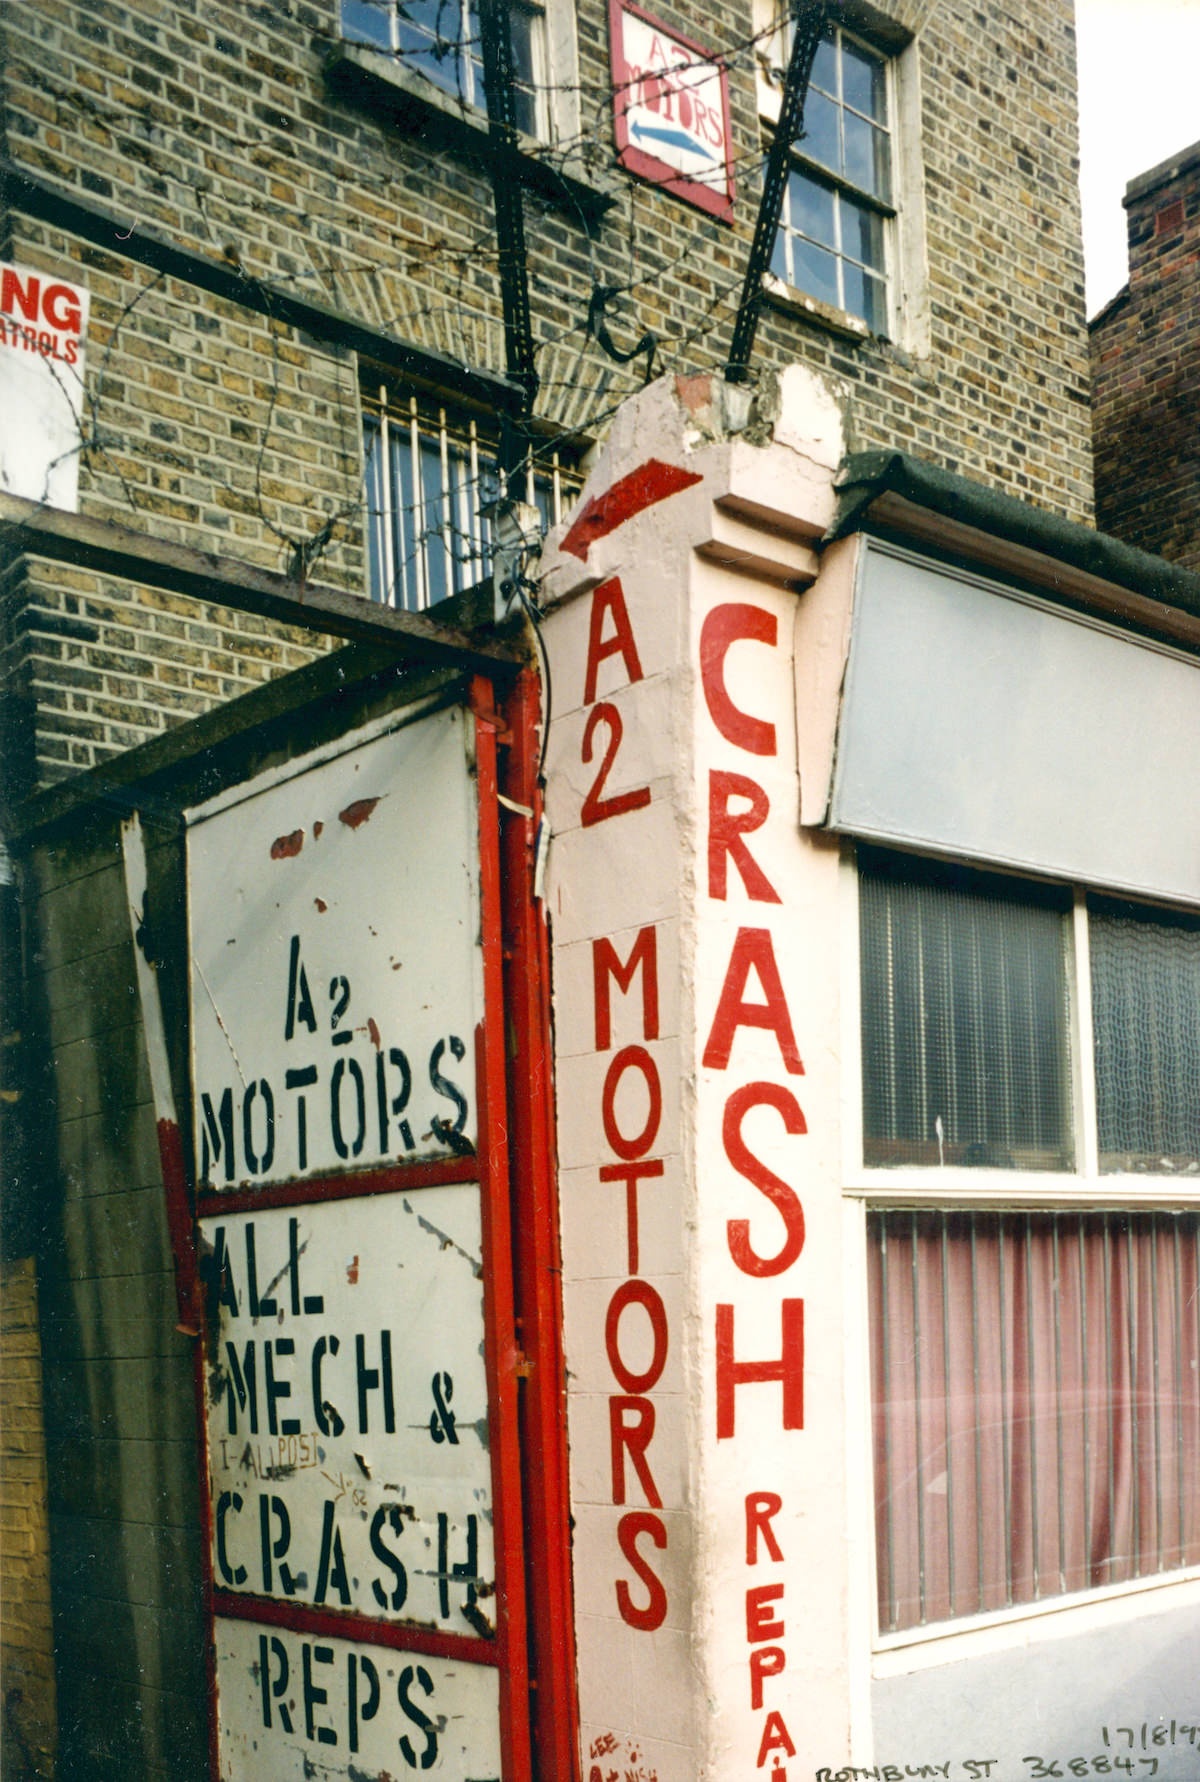 A2
MOTORS
NG
ATROLS
A2 MOTORS
CRASH REPAI
A2
MOTORS
ALL
MECH &
CRASH
REPS
LEE
17/8/9
ROTHBURY ST 368847